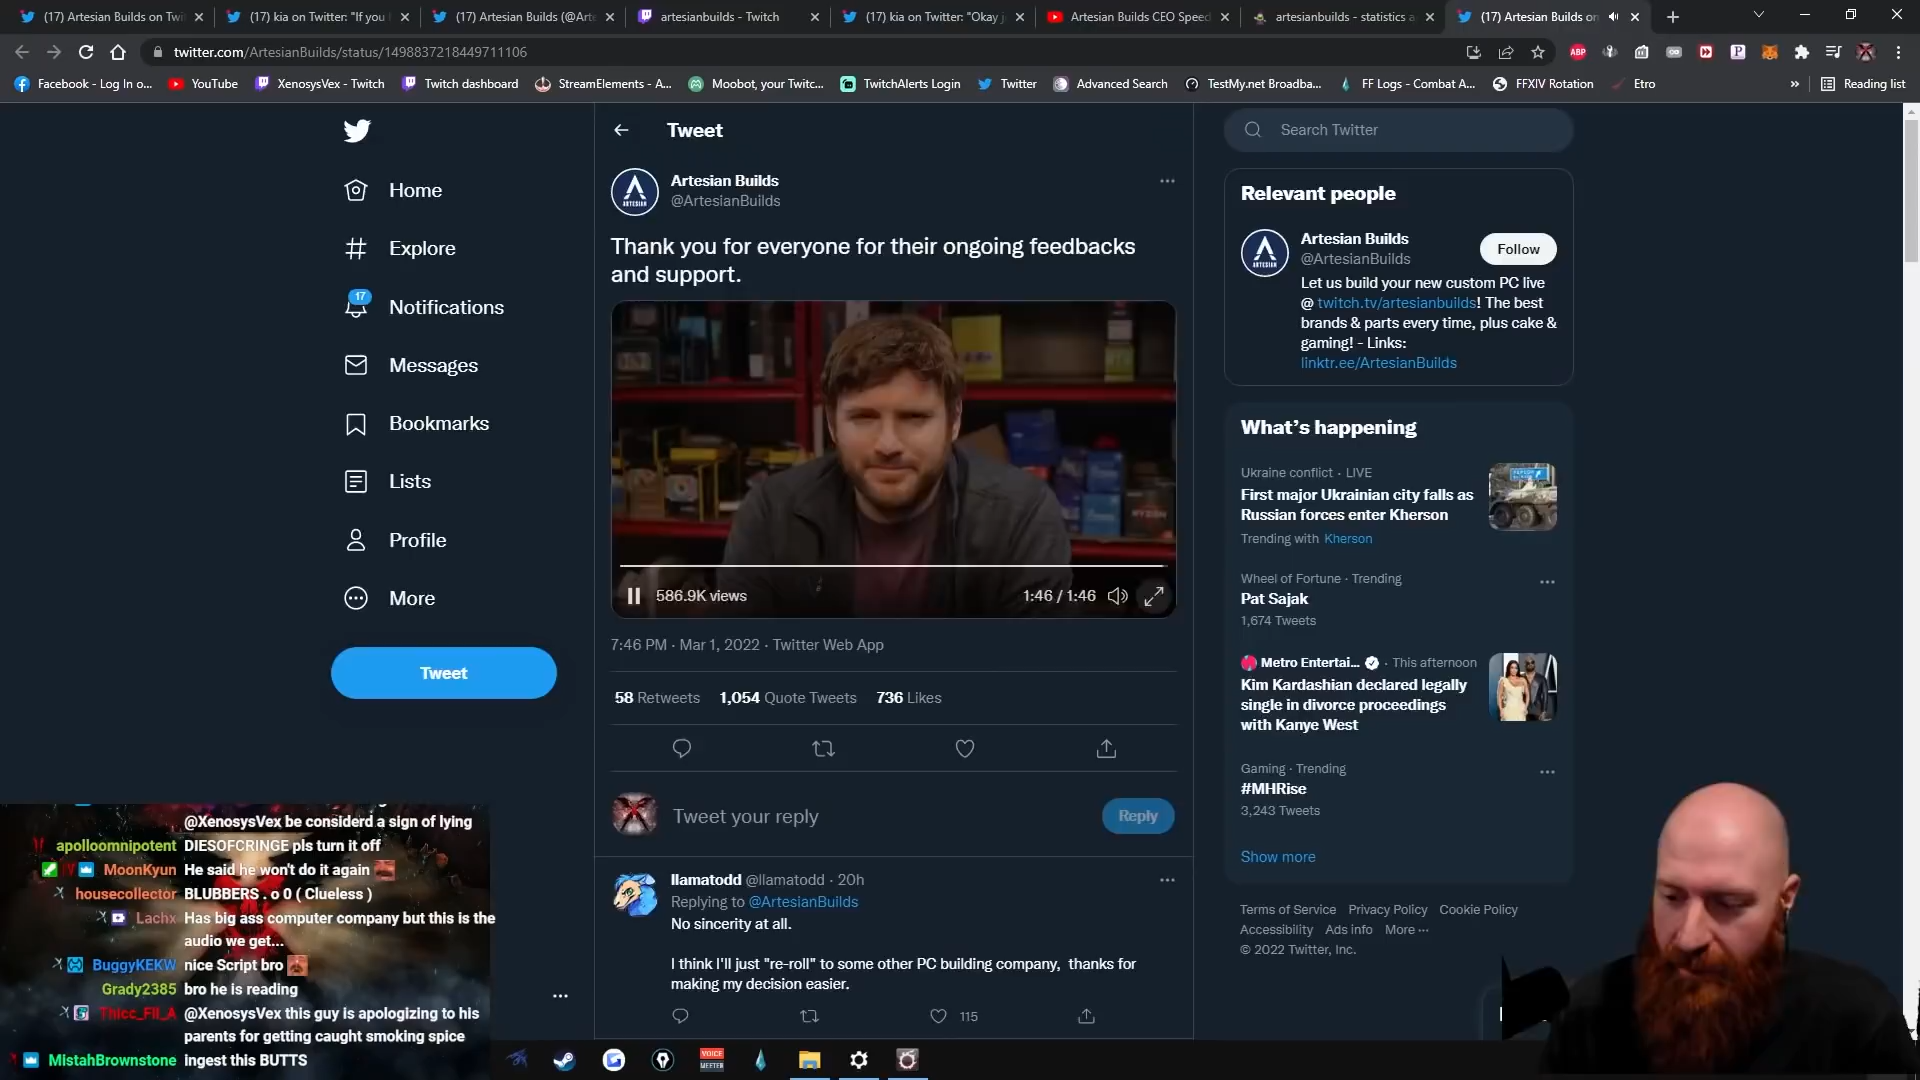 (17) Artesian Builds on Twi
(17) kia on Twitter: "If you
(17) Artesian Builds (@Arte
artesianbuilds - Twitch
(17) kia on Twitter: "Okay
Artesian Builds CEO Speed
artesianbuilds - statistics a
(17) Artesian Builds on
twitter.com/ArtesianBuilds/status/1498837218449711106
ABP
Facebook - Log In o...
YouTube
XenosysVex - Twitch
Twitch dashboard
StreamElements - A...
Moobot, your Twitc...
TwitchAlerts Login
Twitter
Advanced Search
TestMy.net Broadba...
FF Logs - Combat A...
FFXIV Rotation
Etro
»
Reading list
Home
Explore
17
Notifications
Messages
Bookmarks
Lists
Profile
More
Tweet
Tweet
ARTESIAN
Artesian Builds
@ArtesianBuilds
Thank you for everyone for their ongoing feedbacks
and support.
RYZEN
586.9K views
1:46 / 1:46
7:46 PM · Mar 1, 2022 · Twitter Web App
58 Retweets 1,054 Quote Tweets 736 Likes
Tweet your reply
Reply
llamatodd @llamatodd · 20h
Replying to @ArtesianBuilds
No sincerity at all.
I think I'll just "re-roll" to some other PC building company, thanks for
making my decision easier.
115
Search Twitter
Relevant people
ARTESIAN
Artesian Builds
@ArtesianBuilds
Follow
Let us build your new custom PC live
@ twitch.tv/artesianbuilds! The best
brands & parts every time, plus cake &
gaming! - Links:
linktr.ee/ArtesianBuilds
What's happening
Ukraine conflict · LIVE
First major Ukrainian city falls as
Russian forces enter Kherson
Trending with Kherson
Wheel of Fortune · Trending
Pat Sajak
1,674 Tweets
Metro Entertai... · This afternoon
Kim Kardashian declared legally
single in divorce proceedings
with Kanye West
Gaming · Trending
#MHRise
3,243 Tweets
Show more
Terms of Service Privacy Policy Cookie Policy
Accessibility Ads info More ···
© 2022 Twitter, Inc.
@XenosysVex be considerd a sign of lying
apolloomnipotent DIESOFCRINGE pls turn it off
MoonKyun He said he won't do it again
housecollector BLUBBERS . o 0 ( Clueless )
Lachx Has big ass computer company but this is the
audio we get...
BuggyKEKW nice Script bro
Grady2385 bro he is reading
Thicc_Fil_A @XenosysVex this guy is apologizing to his
parents for getting caught smoking spice
MistahBrownstone ingest this BUTTS
VOICE
MEETER